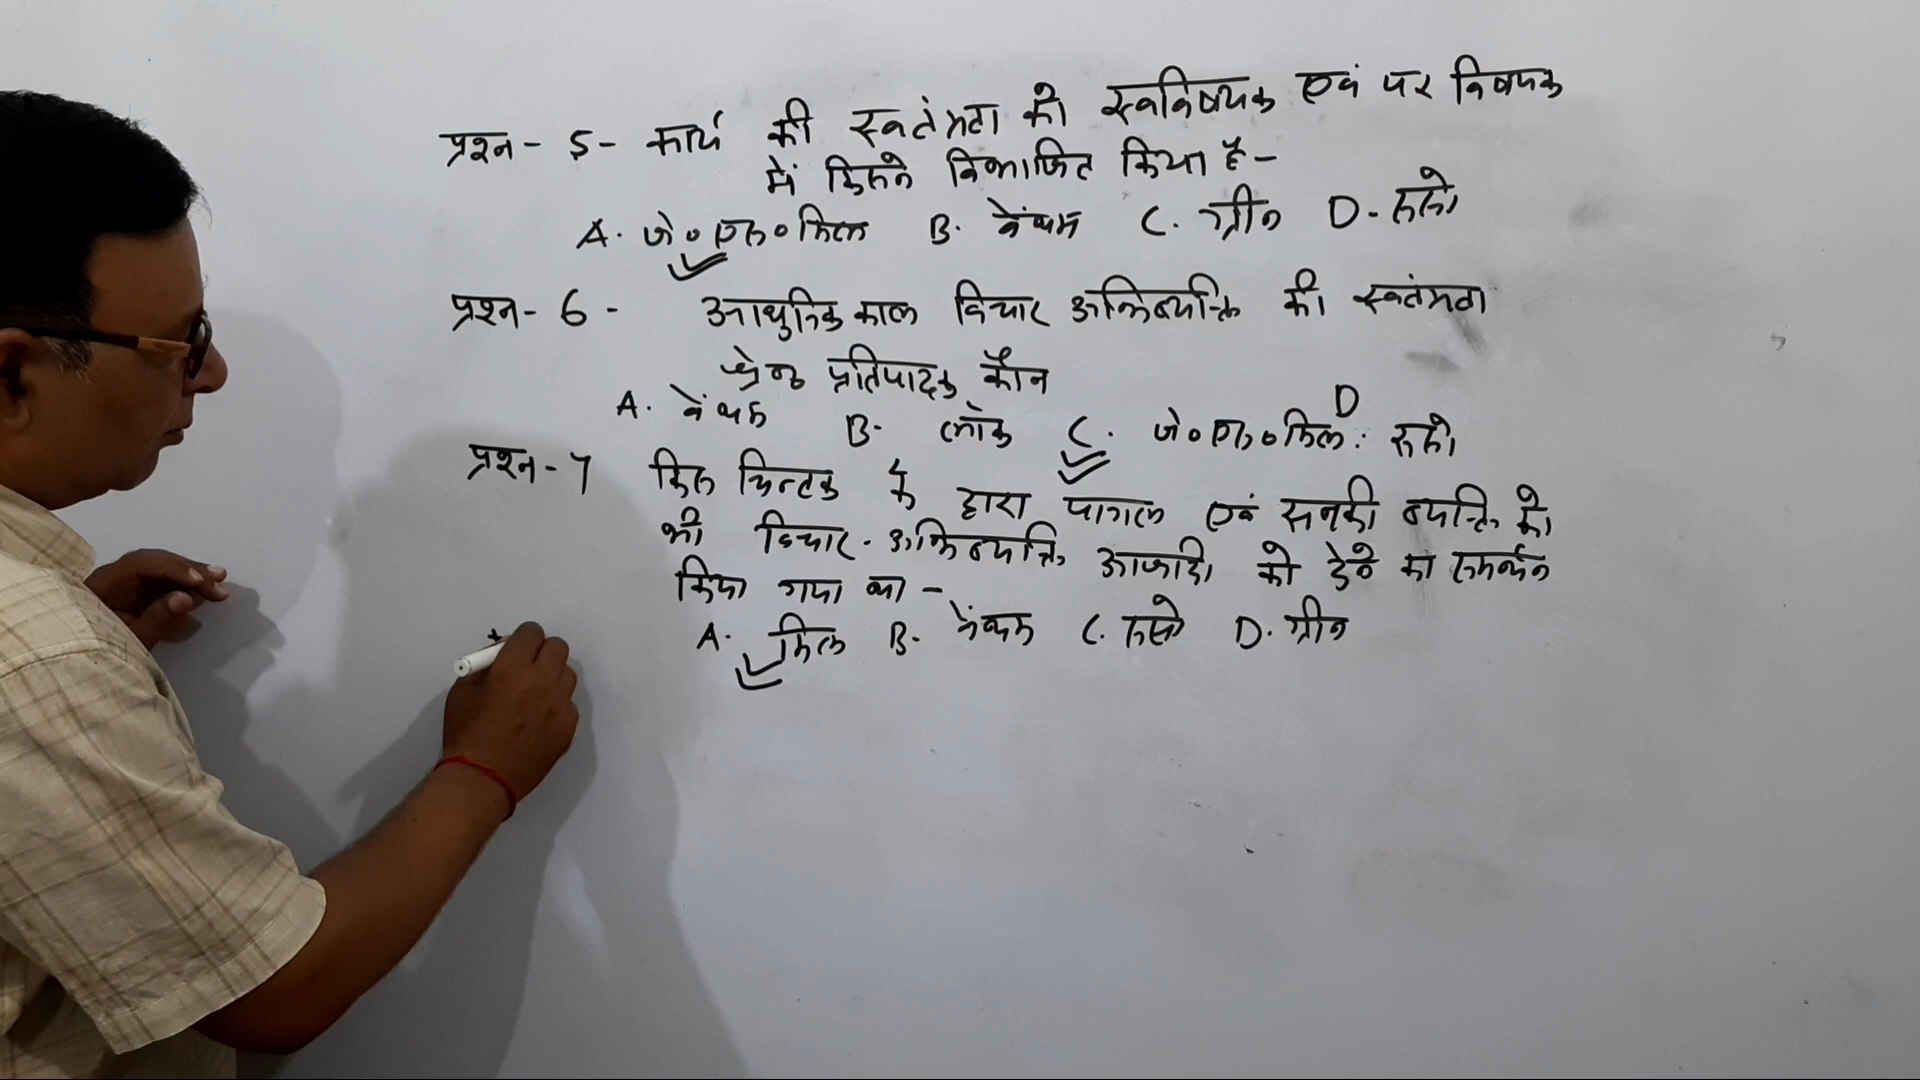 प्रश्न - 5 - कार्य की स्वतंत्रता को स्वविषयक एवं पर विषयक
में किसने विभाजित किया है -
A. जे० एस० मिल B. बेंथम C. ग्रीन D. रूसो
प्रश्न - 6 - आधुनिक काल विचार अभिव्यक्ति की स्वतंत्रता
श्रेष्ठ प्रतिपादक कौन
A. बेंथम B. लॉक C. जे० एस० मिल. D रूसो
प्रश्न - 7 किस चिन्तक के द्वारा पागल एवं सनकी व्यक्ति को
भी विचार. अभिव्यक्ति आजादी को देने का समर्थन
किया गया था -
A. मिल B. बेंथम C. रूसो D. ग्रीन